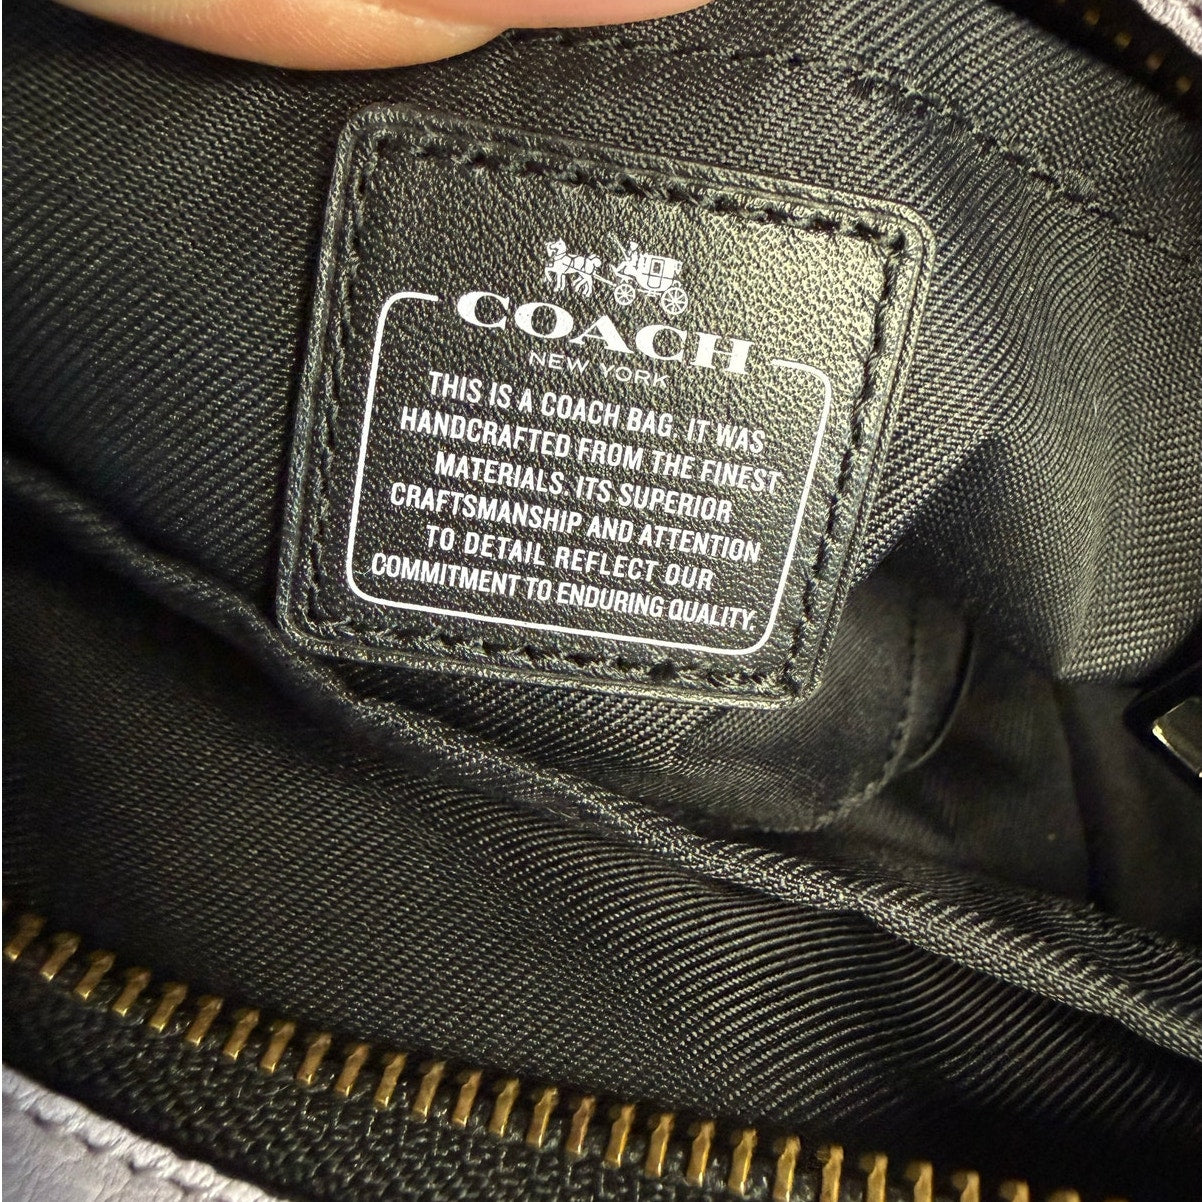 COACH
NEW YORK
THIS IS A COACH BAG. IT WAS
HANDCRAFTED FROM THE FINEST
MATERIALS. ITS SUPERIOR
CRAFTSMANSHIP AND ATTENTION
TO DETAIL REFLECT OUR
COMMITMENT TO ENDURING QUALITY.